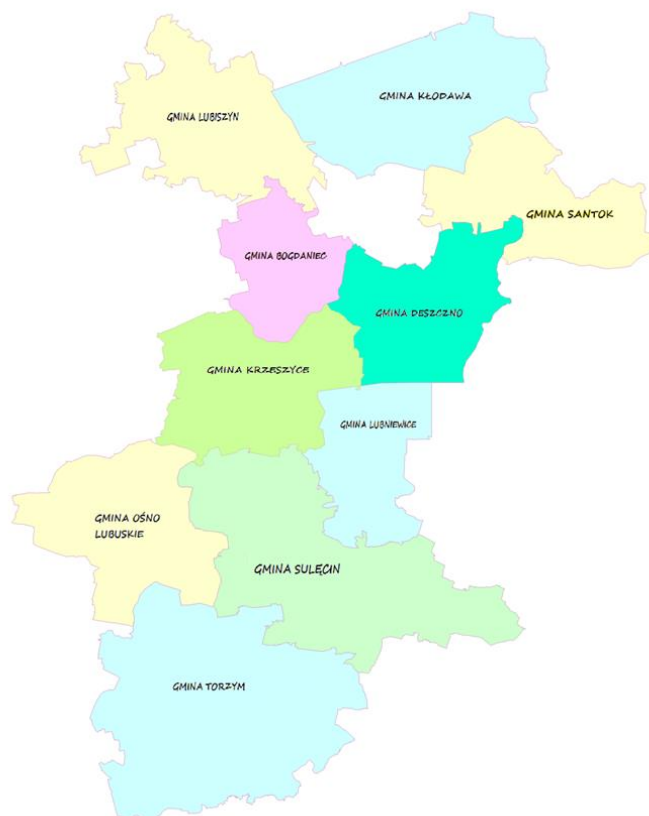 GMINA KŁODAWA
GMINA LUBISZYN
GMINA SANTOK
GMINA BOGDANIEC
GMINA DESZCZNO
GMINA KRZESZYCE
GMINA LUBNIEWICE
GMINA OŚNO
LUBUSKIE
GMINA SULĘCIN
GMINA TORZYM